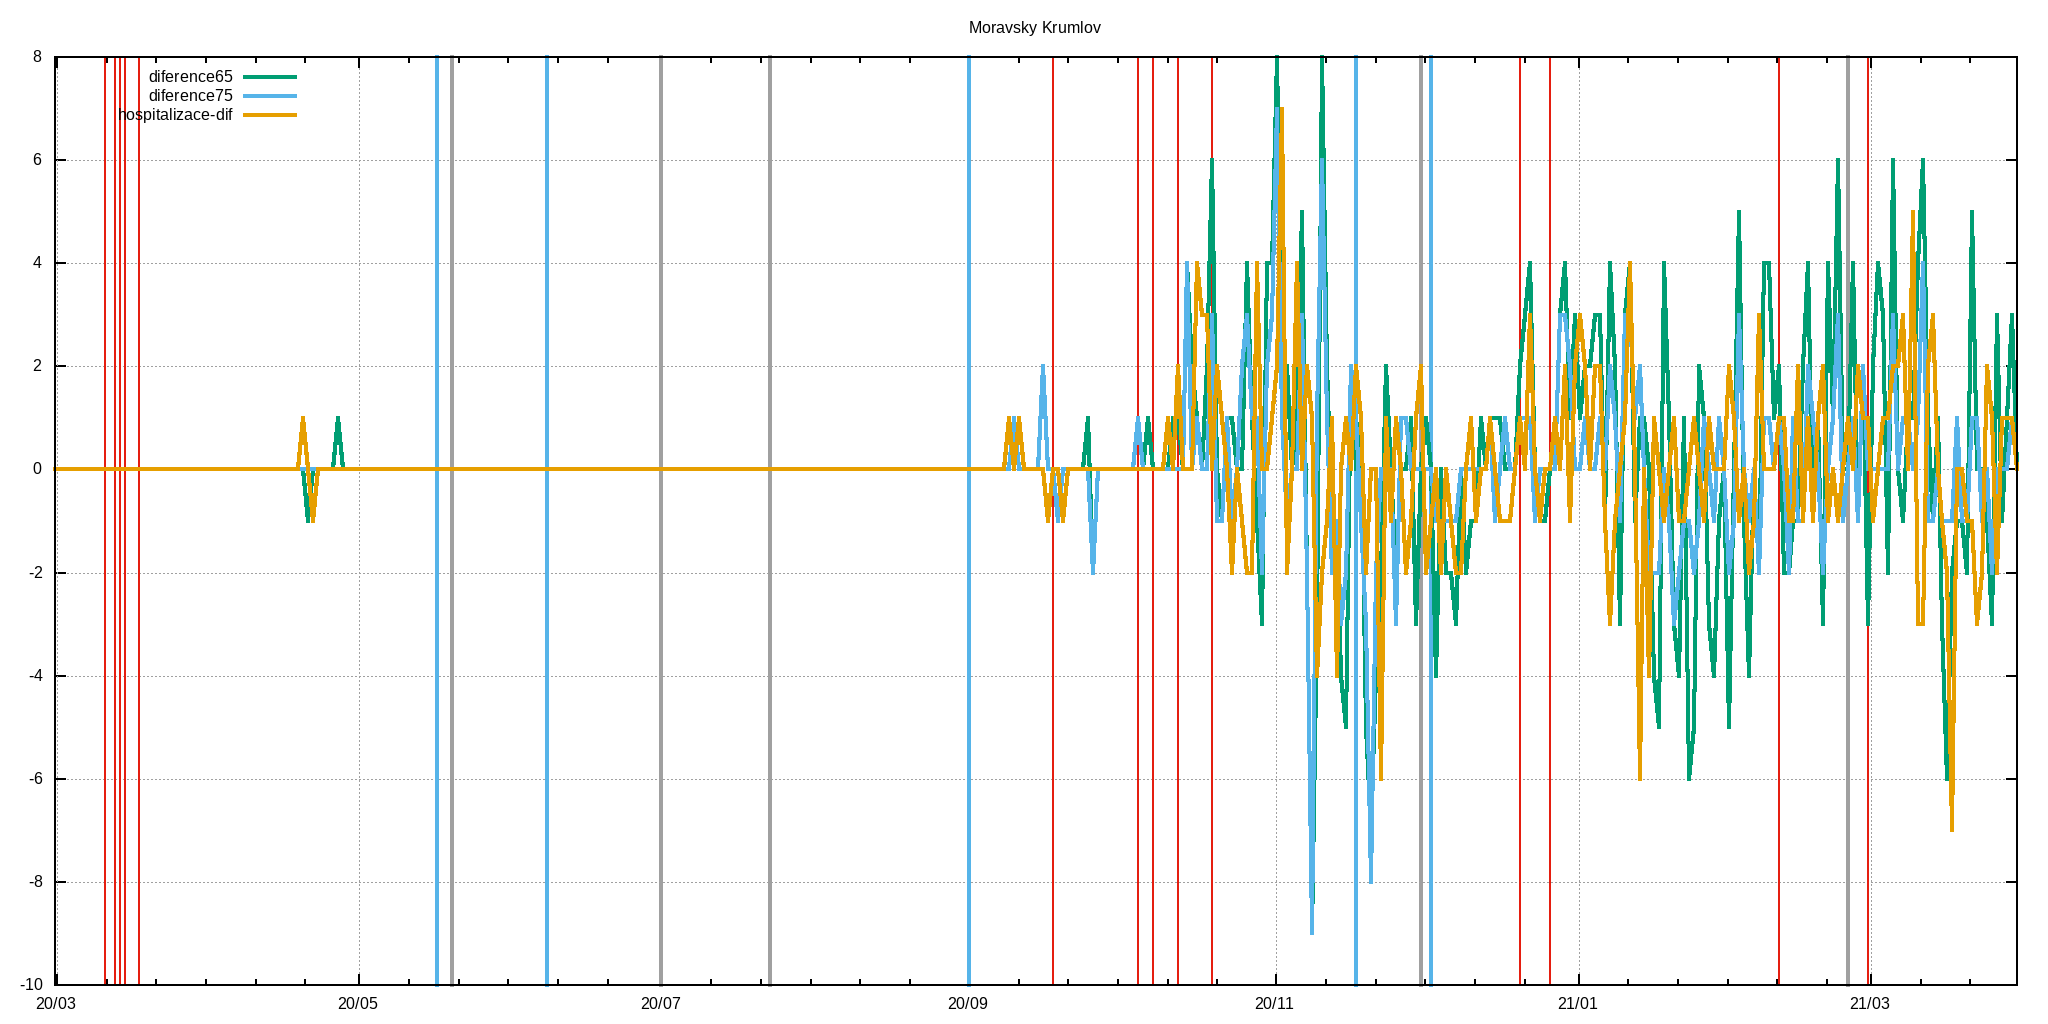 Moravsky Krumlov
8
diference65
diference75
hospitalizace-dif
6
4
2
0
-2
-4
-6
-8
-10
20/03 20/05 20/07 20/09 20/11 21/01 21/03